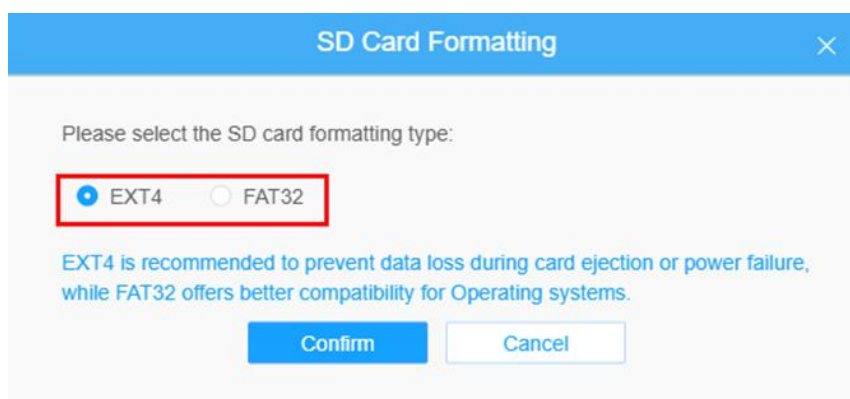 SD Card Formatting
Please select the SD card formatting type:
EXT4 FAT32
EXT4 is recommended to prevent data loss during card ejection or power failure,
while FAT32 offers better compatibility for Operating systems.
Confirm Cancel